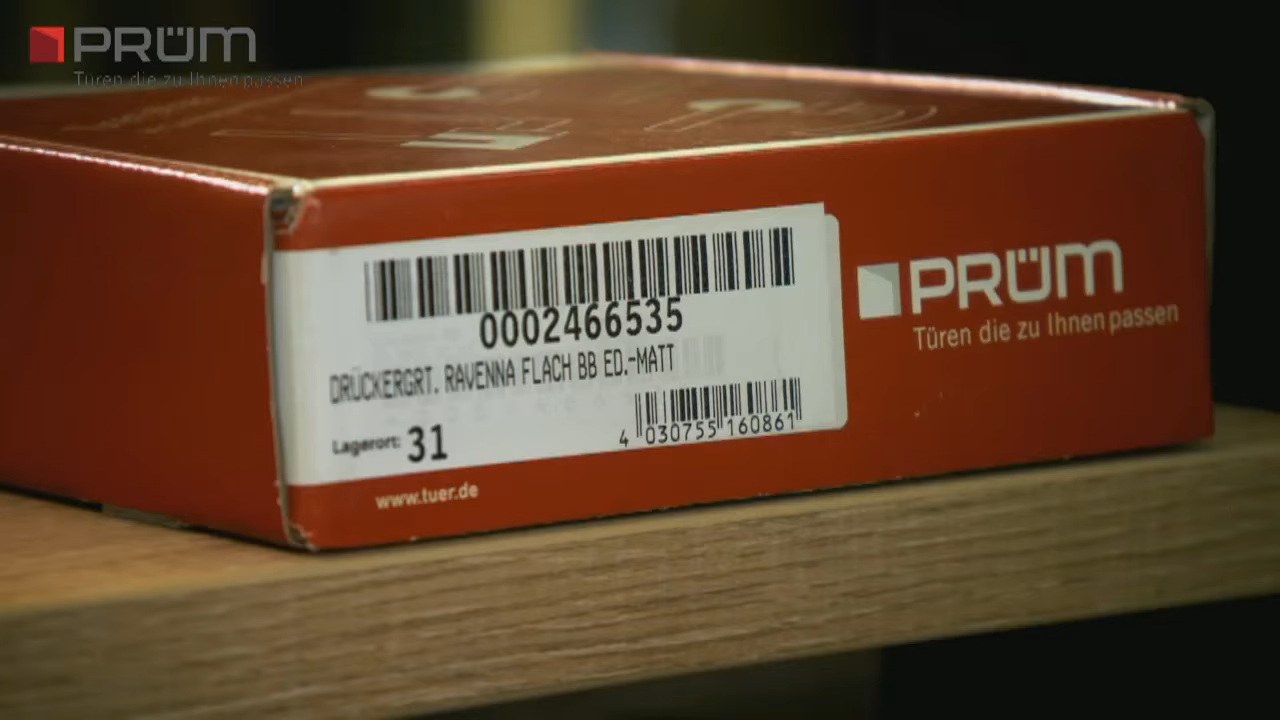 PRÜM
Türen die zu Ihnen passen
0002466535
DRÜCKERGRT. RAVENNA FLACH BB ED.-MATT
Lagerort: 31
4 030755 160861
www.tuer.de
PRÜM
Türen die zu Ihnen passen